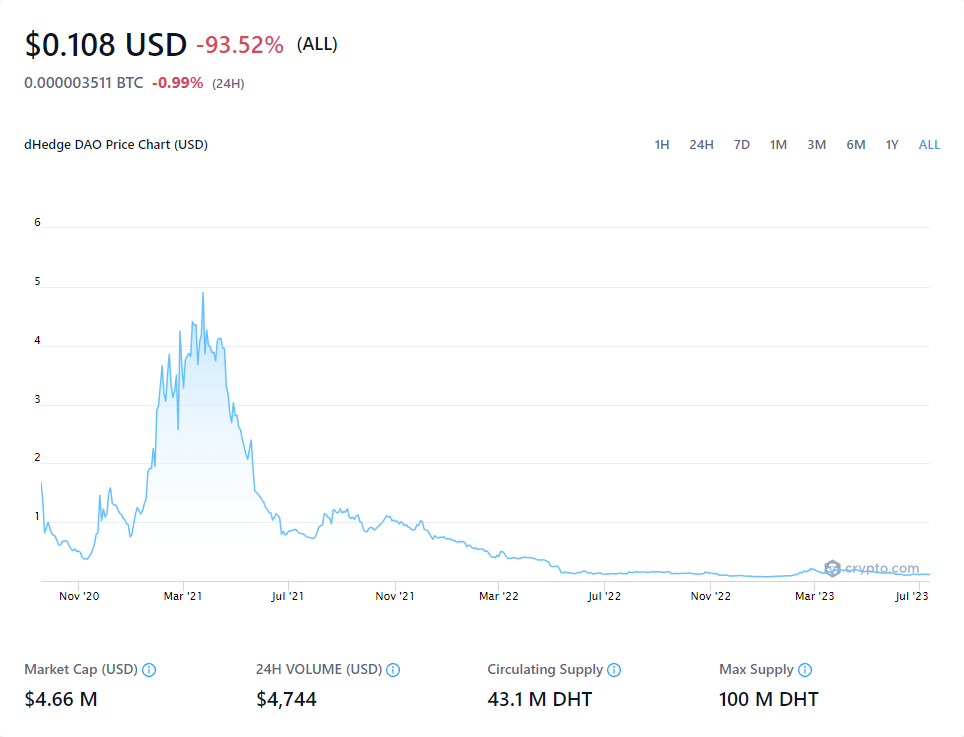 $0.108 USD -93.52% (ALL)
0.000003511 BTC -0.99% (24H)
dHedge DAO Price Chart (USD) 1H 24H 7D 1M 3M 6M 1Y ALL
6
5
4
3
2
1
crypto.com
Nov '20 Mar '21 Jul '21 Nov '21 Mar '22 Jul '22 Nov '22 Mar '23 Jul '23
Market Cap (USD) 24H VOLUME (USD) Circulating Supply Max Supply
$4.66 M $4,744 43.1 M DHT 100 M DHT